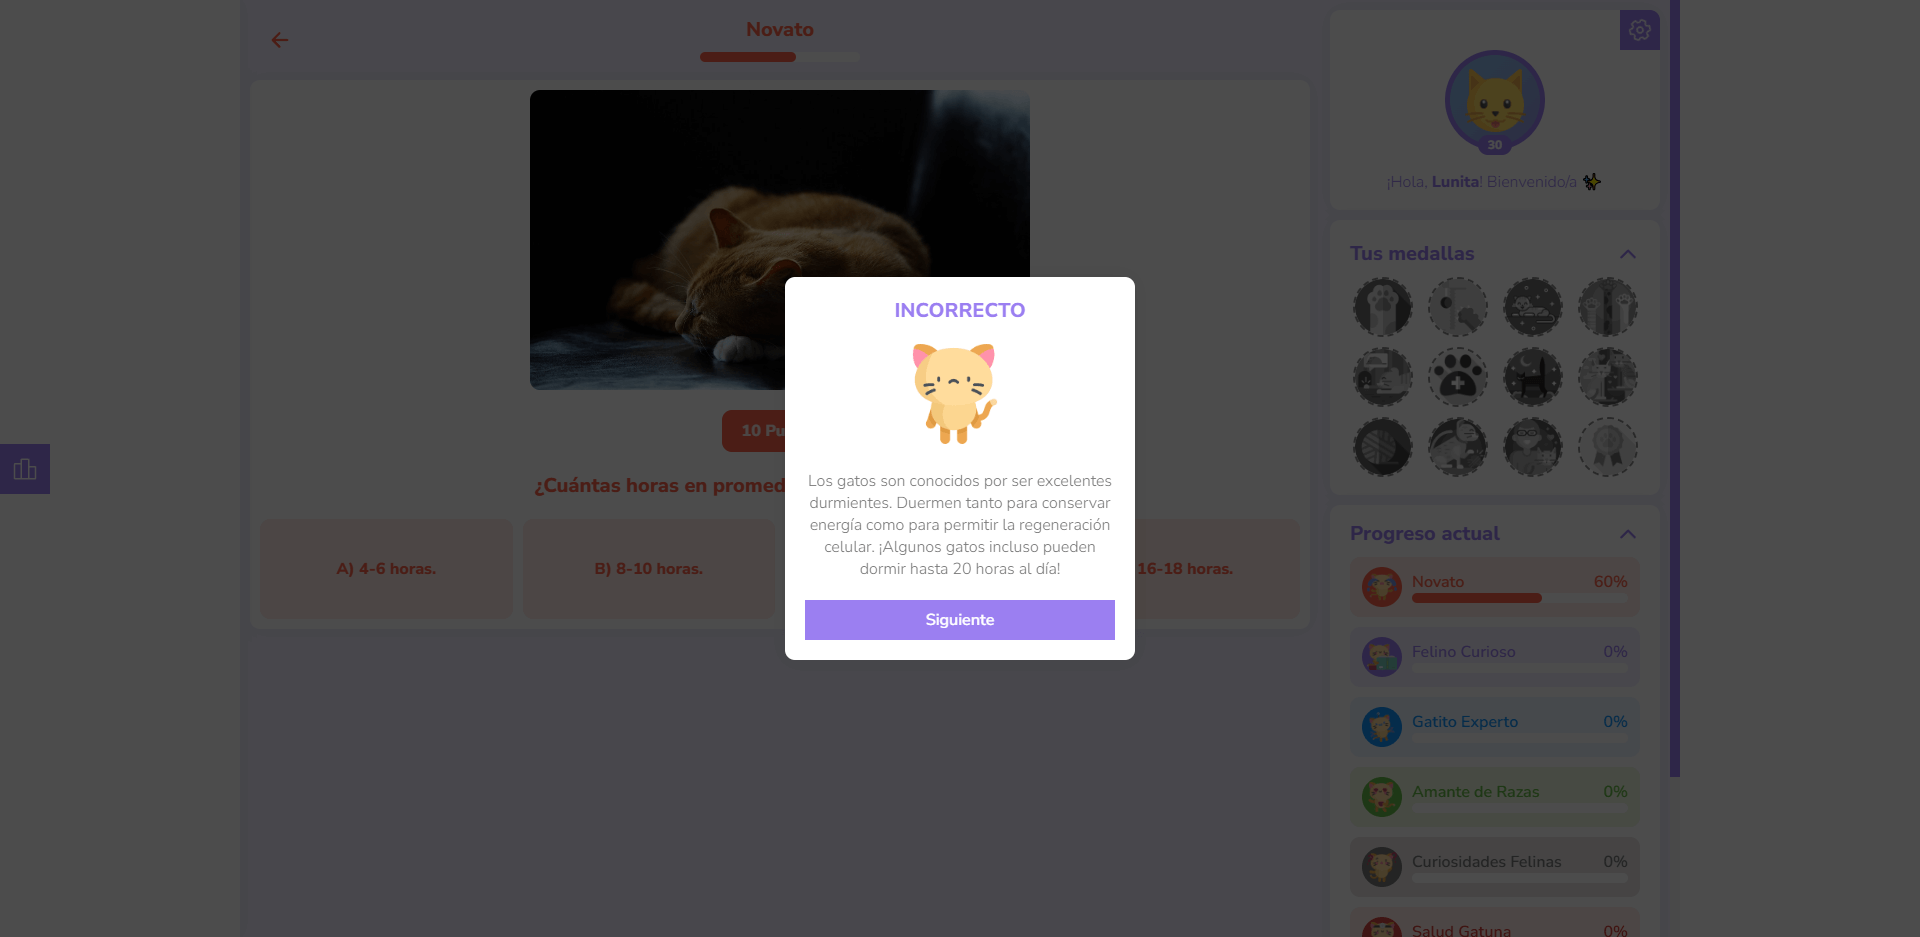 Novato
10 Pu
¿Cuántas horas en promed
A) 4-6 horas.
B) 8-10 horas.
16-18 horas.
INCORRECTO
Los gatos son conocidos por ser excelentes
durmientes. Duermen tanto para conservar
energía como para permitir la regeneración
celular. ¡Algunos gatos incluso pueden
dormir hasta 20 horas al día!
Siguiente
30
¡Hola, Lunita! Bienvenido/a ✨
Tus medallas
Progreso actual
Novato 60%
Felino Curioso 0%
Gatito Experto 0%
Amante de Razas 0%
Curiosidades Felinas 0%
Salud Gatuna 0%